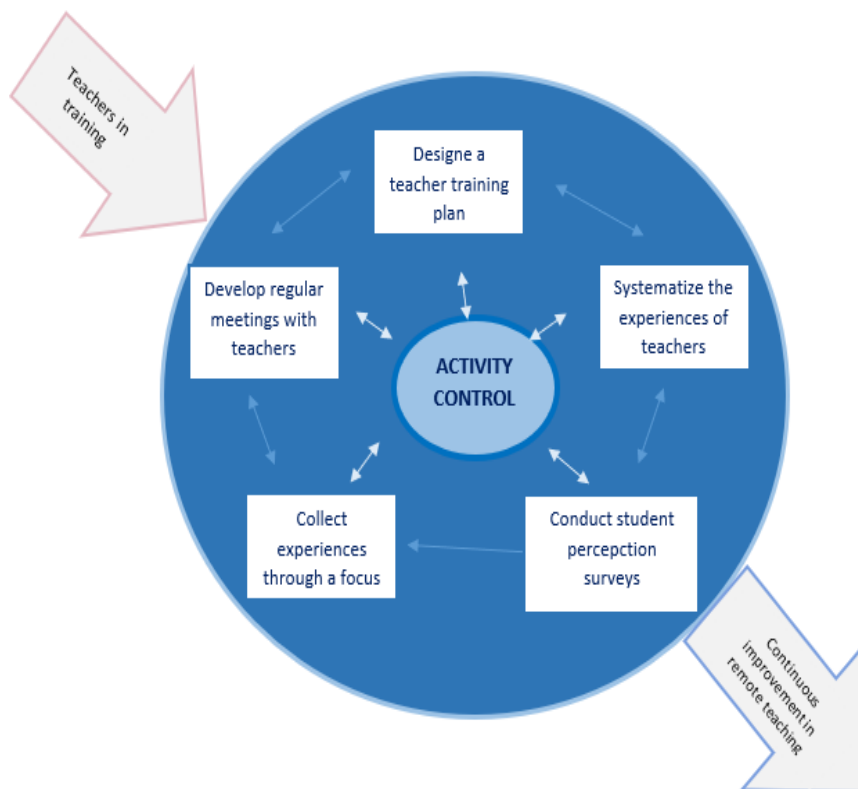 Teachers in
training
Designe a
teacher training
plan
Develop regular
meetings with
teachers
Systematize the
experiences of
teachers
ACTIVITY
CONTROL
Collect
experiences
through a focus
Conduct student
percepction
surveys
Continuous
improvement in
remote teaching